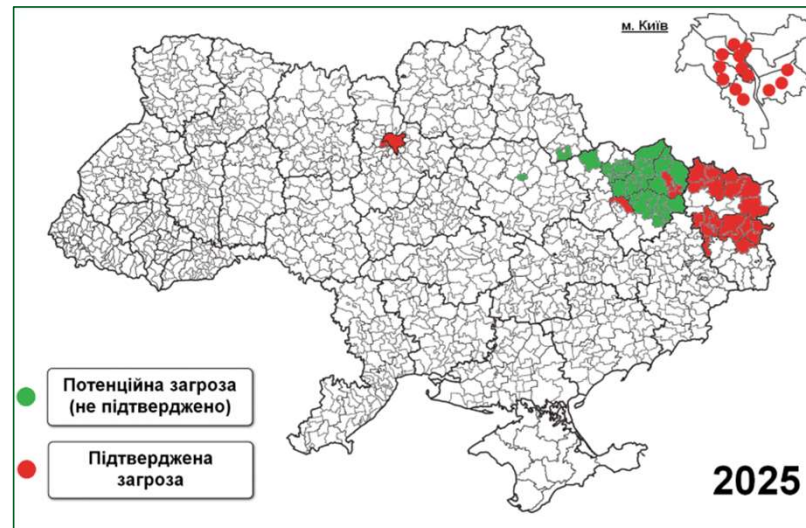 м. Київ
Потенційна загроза
(не підтверджено)
Підтверджена
загроза
2025